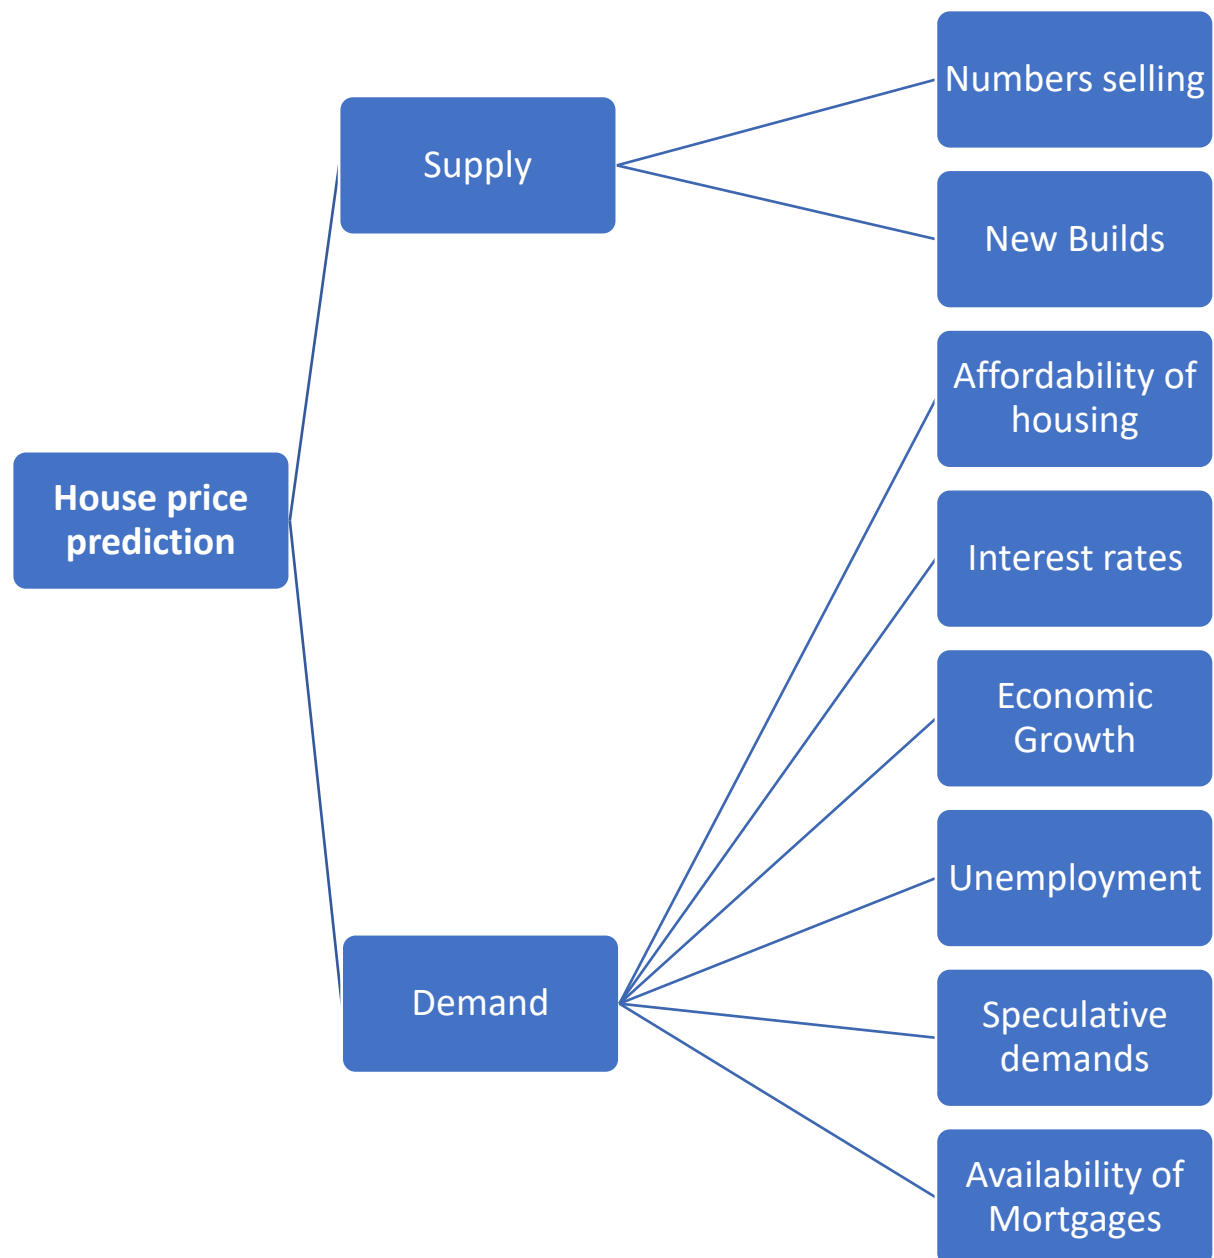 House price
prediction
Supply
Demand
Numbers selling
New Builds
Affordability of
housing
Interest rates
Economic
Growth
Unemployment
Speculative
demands
Availability of
Mortgages